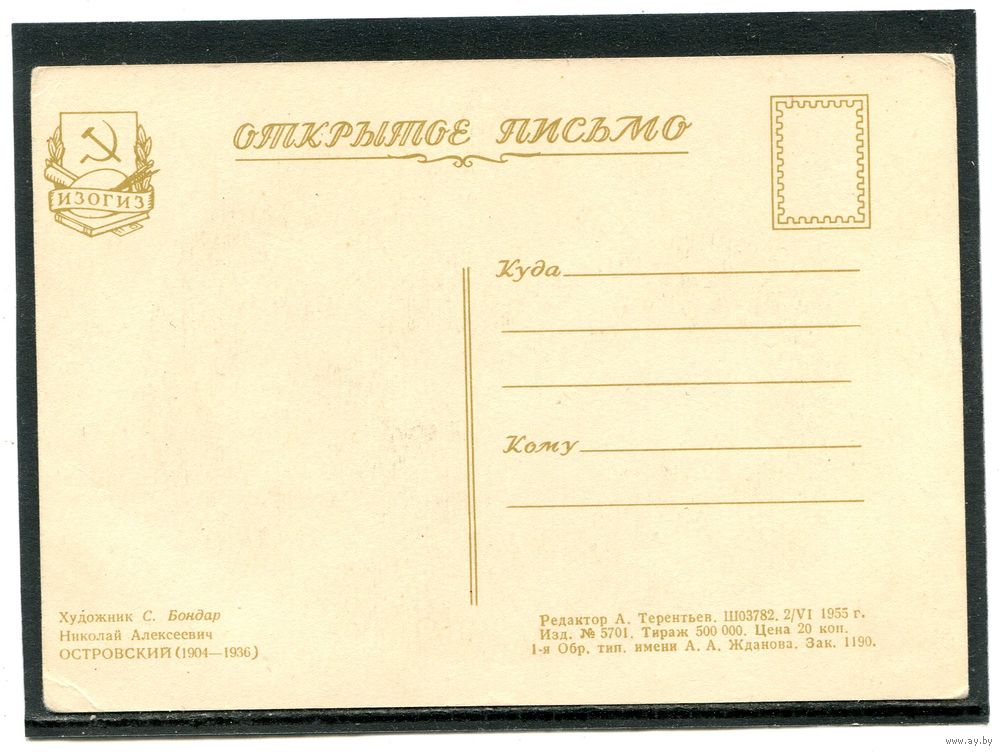 ОТКРЫТОЕ ПИСЬМО
ИЗОГИЗ
Куда
Кому
Художник С. Бондар
Николай Алексеевич
ОСТРОВСКИЙ (1904—1936)
Редактор А. Терентьев. Ш03782. 2/VI 1955 г.
Изд. № 5701. Тираж 500 000. Цена 20 коп.
1-я Обр. тип. имени А. А. Жданова. Зак. 1190.
www.ay.by